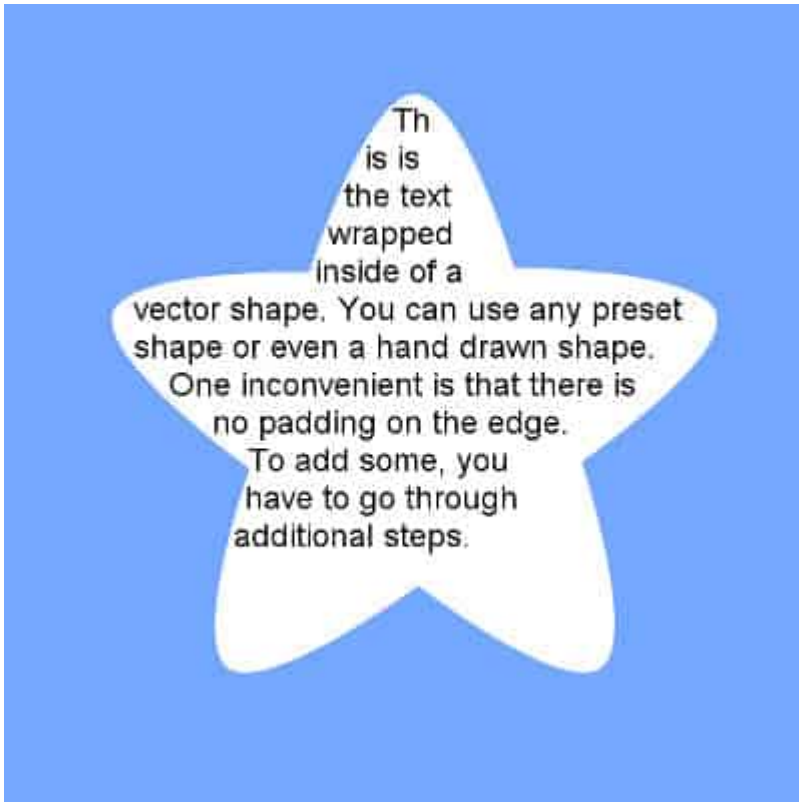 Th
is is
the text
wrapped
inside of a
vector shape. You can use any preset
shape or even a hand drawn shape.
One inconvenient is that there is
no padding on the edge.
To add some, you
have to go through
additional steps.